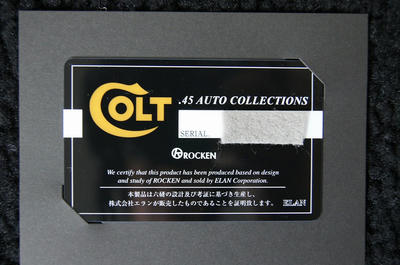 COLT
.45 AUTO COLLECTIONS
SERIAL.
ROCKEN
We certify that this product has been produced based on design
and study of ROCKEN and sold by ELAN Corporation.
本製品は六研の設計及び考証に基づき生産し、
株式会社エランが販売したものであることを証明致します。
ELAN